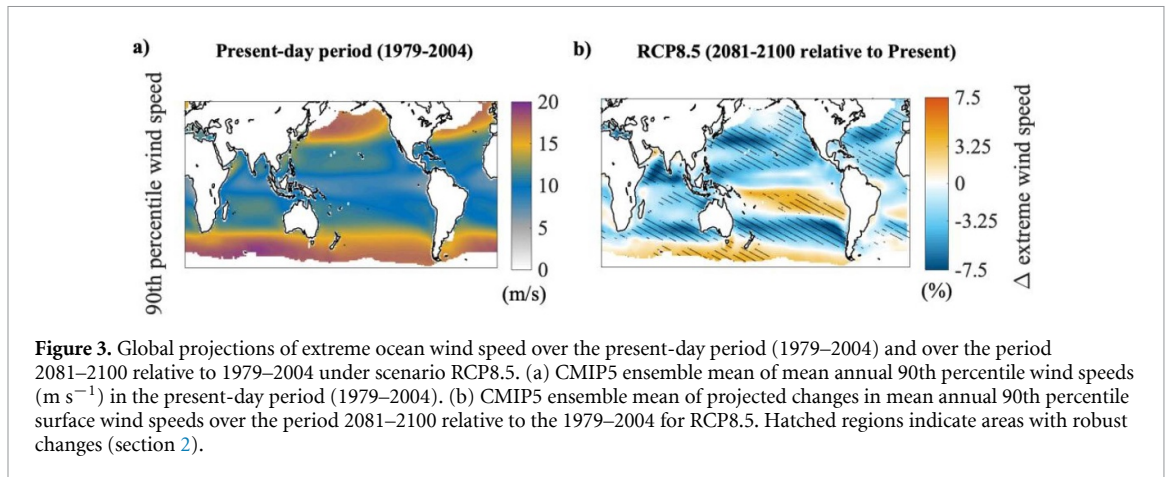 a)
Present-day period (1979-2004)
90th percentile wind speed
20
15
10
5
0
(m/s)
b)
RCP8.5 (2081-2100 relative to Present)
7.5
3.25
0
-3.25
-7.5
(%)
Δ extreme wind speed
Figure 3. Global projections of extreme ocean wind speed over the present-day period (1979–2004) and over the period
2081–2100 relative to 1979–2004 under scenario RCP8.5. (a) CMIP5 ensemble mean of mean annual 90th percentile wind speeds
(m s⁻¹) in the present-day period (1979–2004). (b) CMIP5 ensemble mean of projected changes in mean annual 90th percentile
surface wind speeds over the period 2081–2100 relative to the 1979–2004 for RCP8.5. Hatched regions indicate areas with robust
changes (section 2).